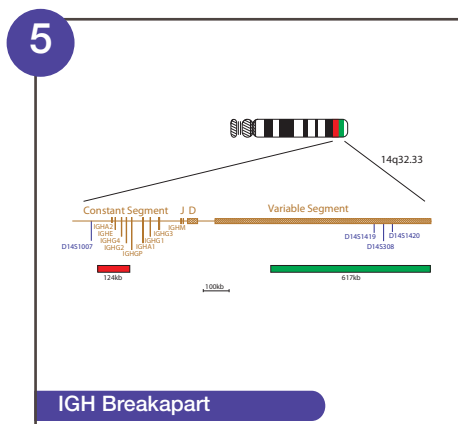 5
14q32.33
Constant Segment J D Variable Segment
IGHA2
IGHE
IGHG4
IGHG2
IGHGP
IGHA1
IGHG1
IGHG3
IGHM
D14S1007
D14S1419
D14S308
D14S1420
124kb
617kb
100kb
IGH Breakapart